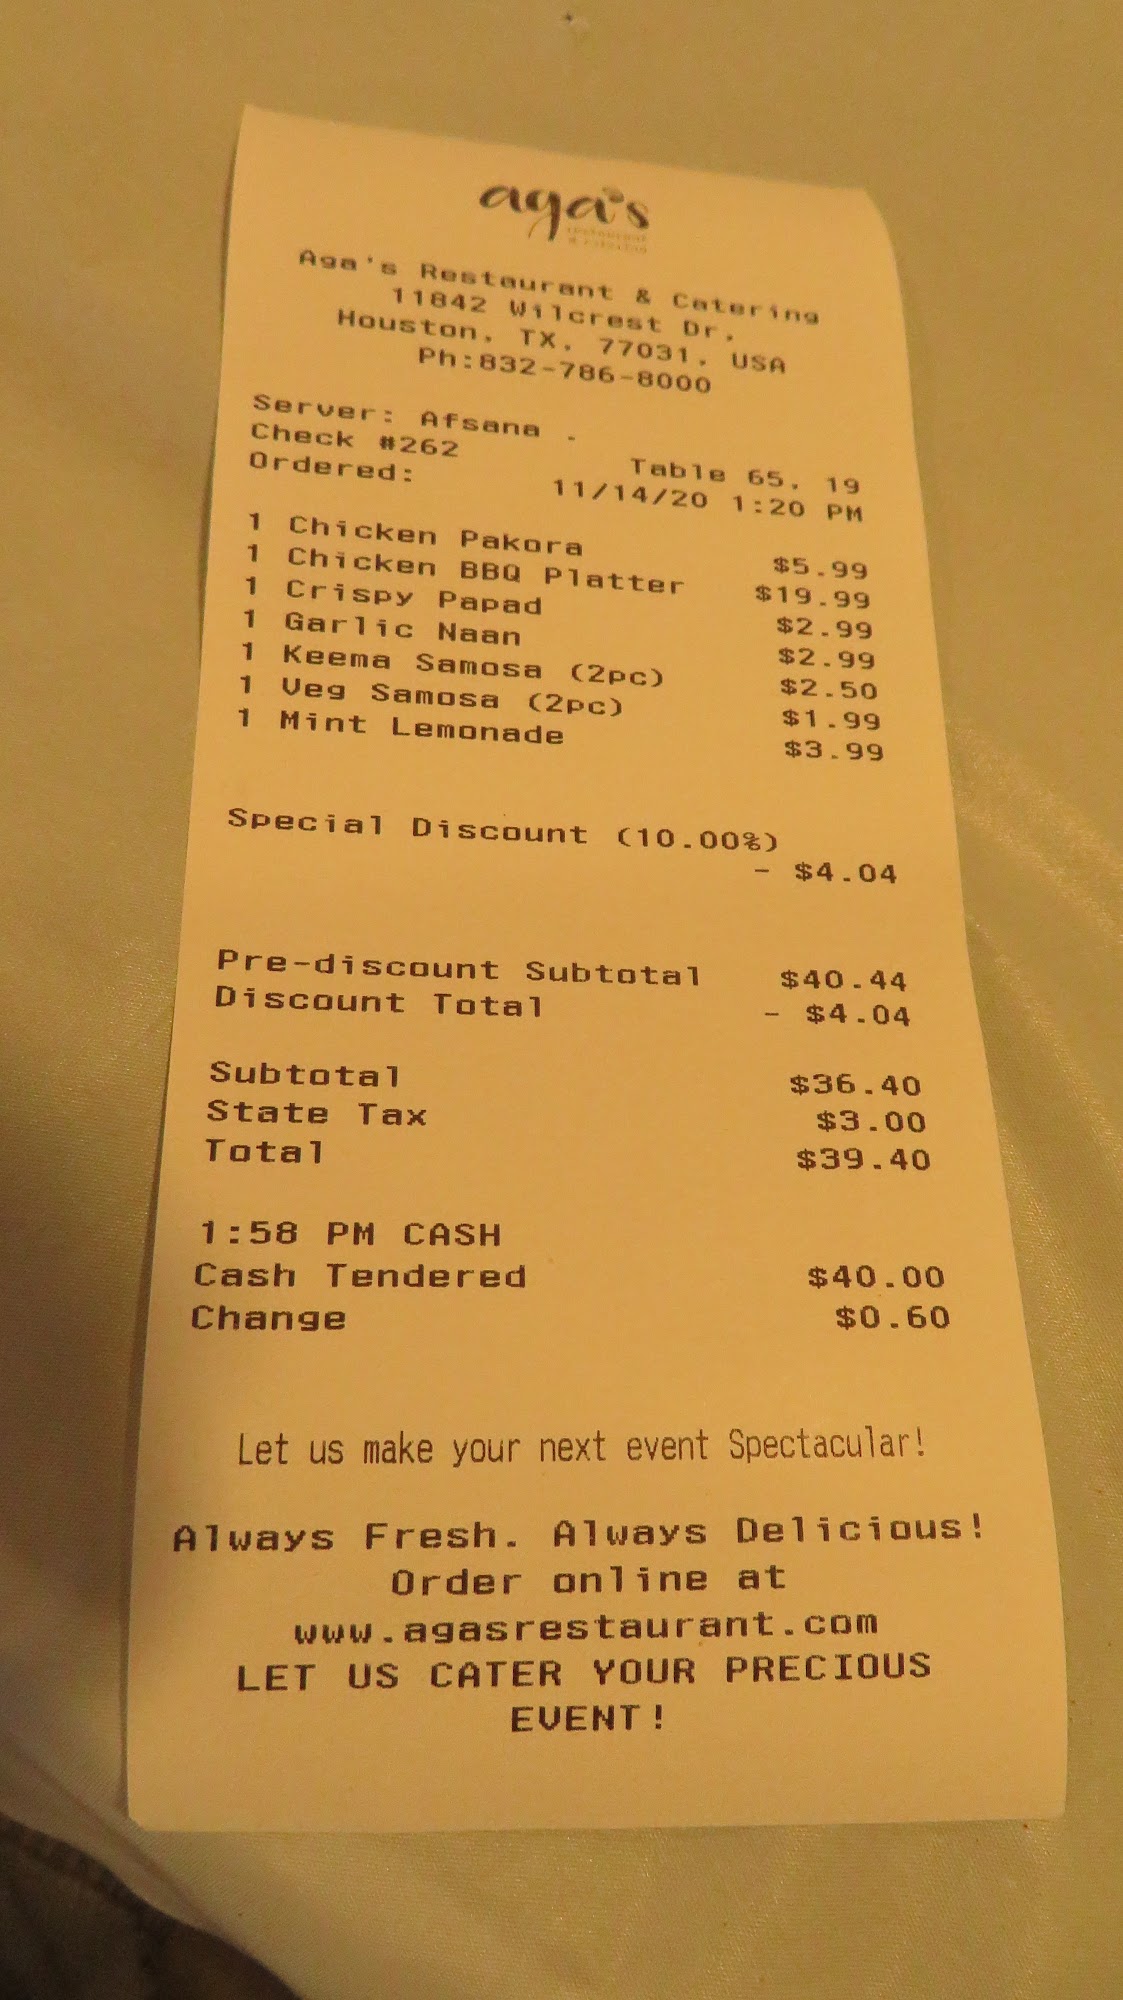 aga's
restaurant
& catering
Aga's Restaurant & Catering
11842 Wilcrest Dr,
Houston, TX, 77031, USA
Ph:832-786-8000
Server: Afsana .
Check #262 Table 65, 19
Ordered: 11/14/20 1:20 PM
1 Chicken Pakora $5.99
1 Chicken BBQ Platter $19.99
1 Crispy Papad $2.99
1 Garlic Naan $2.99
1 Keema Samosa (2pc) $2.50
1 Veg Samosa (2pc) $1.99
1 Mint Lemonade $3.99
Special Discount (10.00%)
- $4.04
Pre-discount Subtotal $40.44
Discount Total - $4.04
Subtotal $36.40
State Tax $3.00
Total $39.40
1:58 PM CASH
Cash Tendered $40.00
Change $0.60
Let us make your next event Spectacular!
Always Fresh. Always Delicious!
Order online at
www.agasrestaurant.com
LET US CATER YOUR PRECIOUS
EVENT!